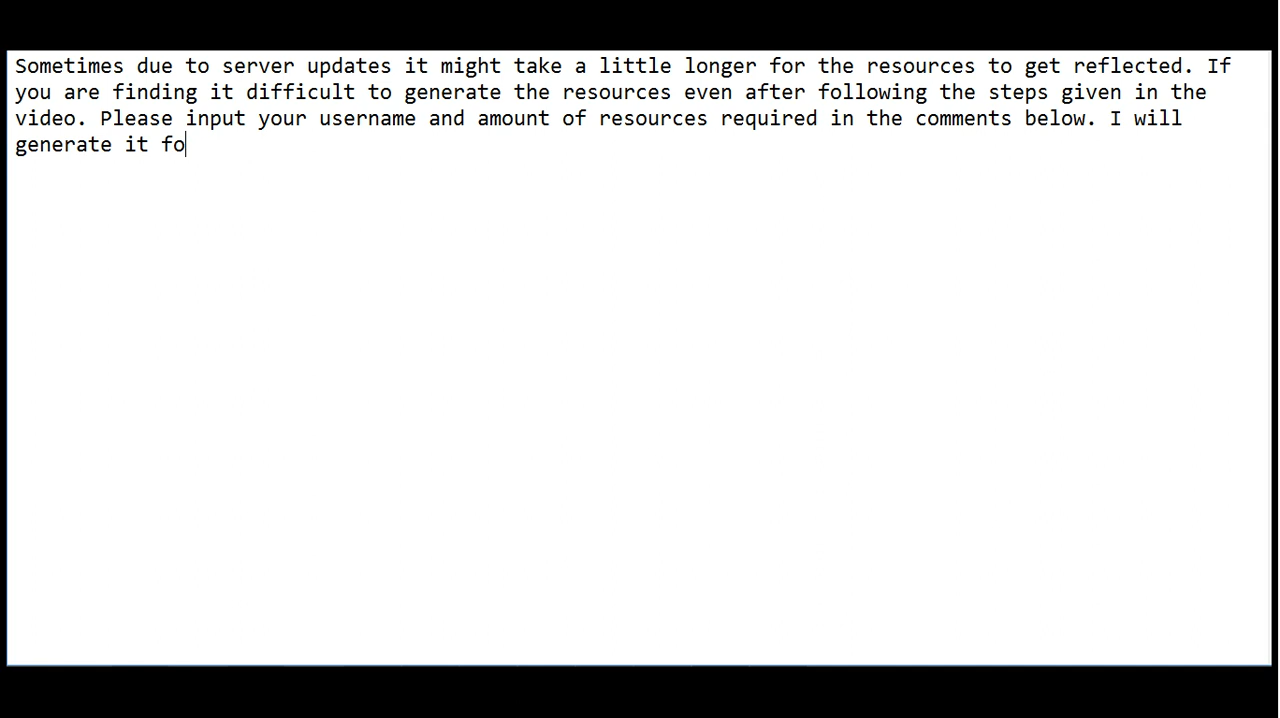 Sometimes due to server updates it might take a little longer for the resources to get reflected. If
you are finding it difficult to generate the resources even after following the steps given in the
video. Please input your username and amount of resources required in the comments below. I will
generate it fo